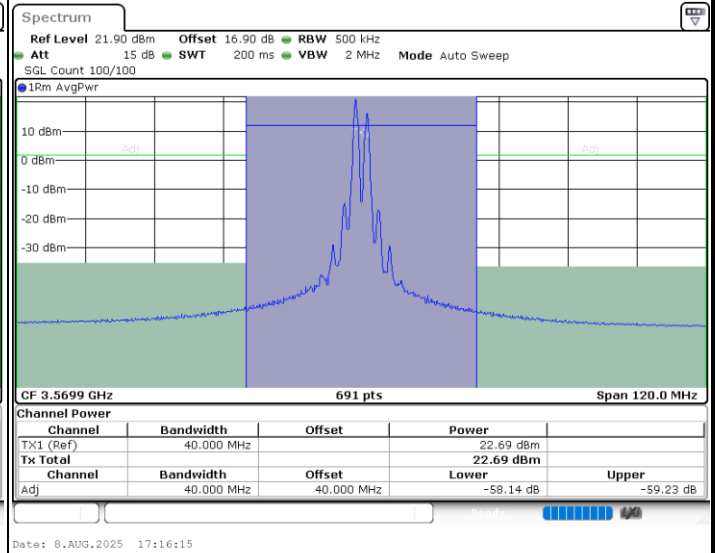 Spectrum
Ref Level 21.90 dBm Offset 16.90 dB RBW 500 kHz
Att 15 dB SWT 200 ms VBW 2 MHz Mode Auto Sweep
SGL Count 100/100
1Rm AvgPwr
10 dBm
Adj Adj
0 dBm
-10 dBm
-20 dBm
-30 dBm
CF 3.5699 GHz 691 pts Span 120.0 MHz
Channel Power
Channel Bandwidth Offset Power
TX1 (Ref) 40.000 MHz 22.69 dBm
Tx Total 22.69 dBm
Channel Bandwidth Offset Lower Upper
Adj 40.000 MHz 40.000 MHz -58.14 dB -59.23 dB
Ready
Date: 8.AUG.2025 17:16:15